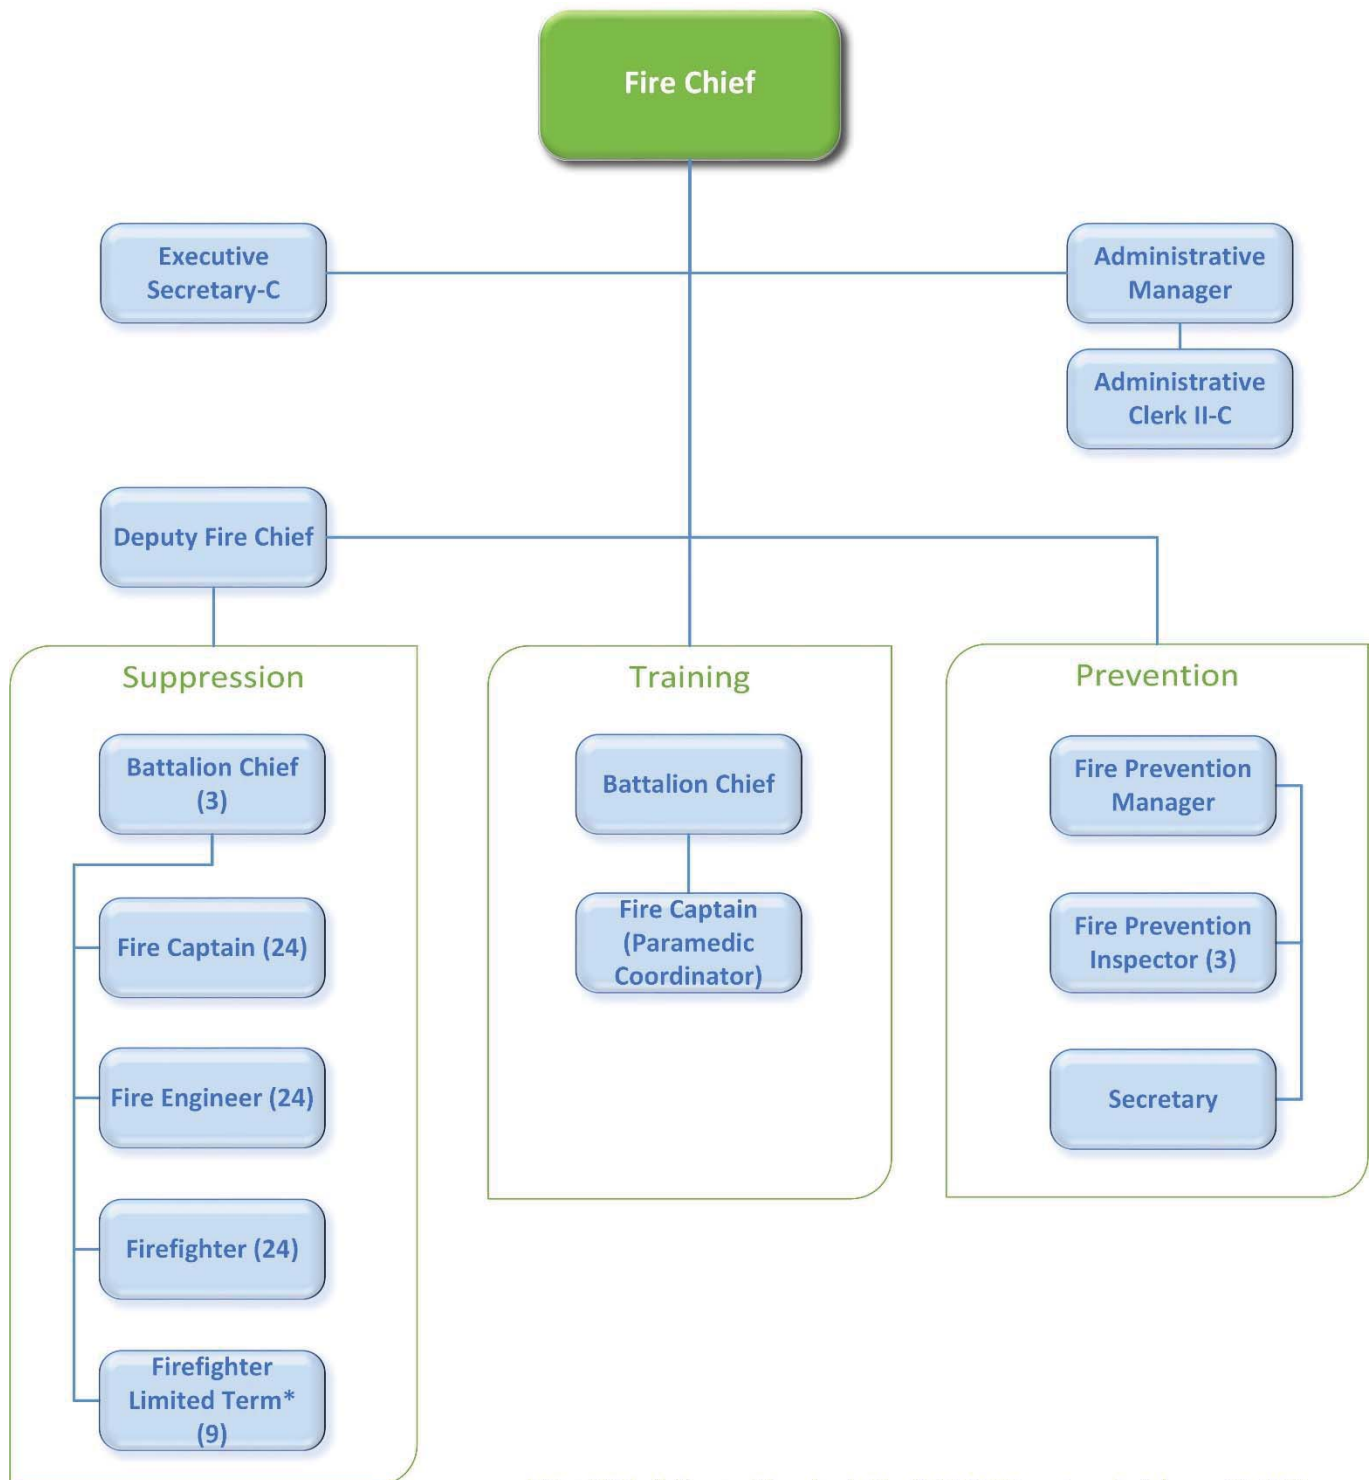 Fire Chief
Executive
Secretary-C
Administrative
Manager
Administrative
Clerk II-C
Deputy Fire Chief
Suppression
Battalion Chief
(3)
Fire Captain (24)
Fire Engineer (24)
Firefighter (24)
Firefighter
Limited Term*
(9)
Training
Battalion Chief
Fire Captain
(Paramedic
Coordinator)
Prevention
Fire Prevention
Manager
Fire Prevention
Inspector (3)
Secretary